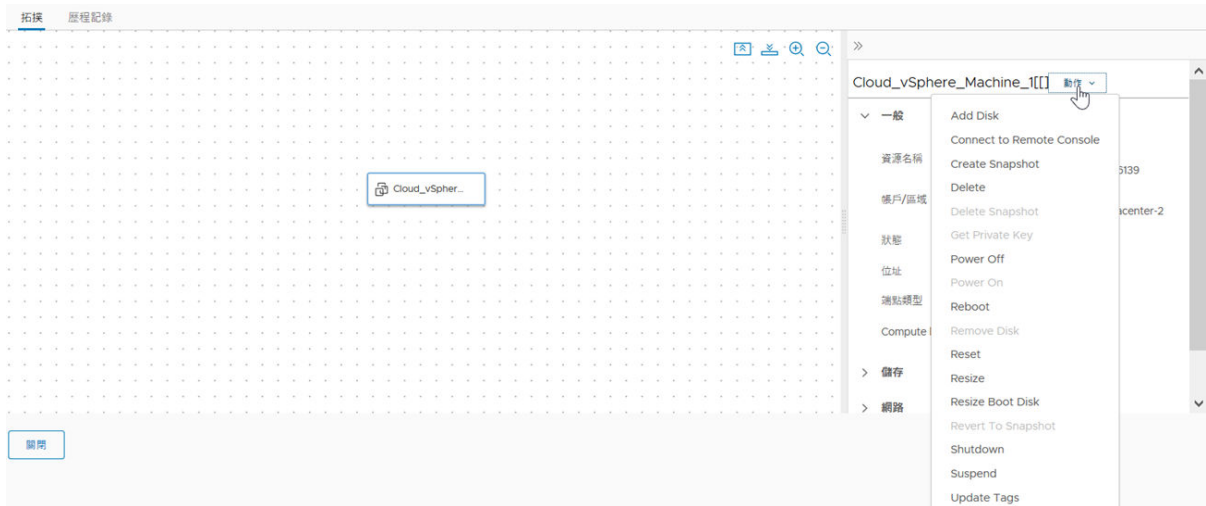 拓撲 歷程記錄
Cloud_vSphere_Machine_1[[] 動作
Cloud_vSpher...
一般
資源名稱
6139
帳戶/區域
acenter-2
狀態
位址
端點類型
Compute
儲存
網路
Add Disk
Connect to Remote Console
Create Snapshot
Delete
Delete Snapshot
Get Private Key
Power Off
Power On
Reboot
Remove Disk
Reset
Resize
Resize Boot Disk
Revert To Snapshot
Shutdown
Suspend
Update Tags
關閉